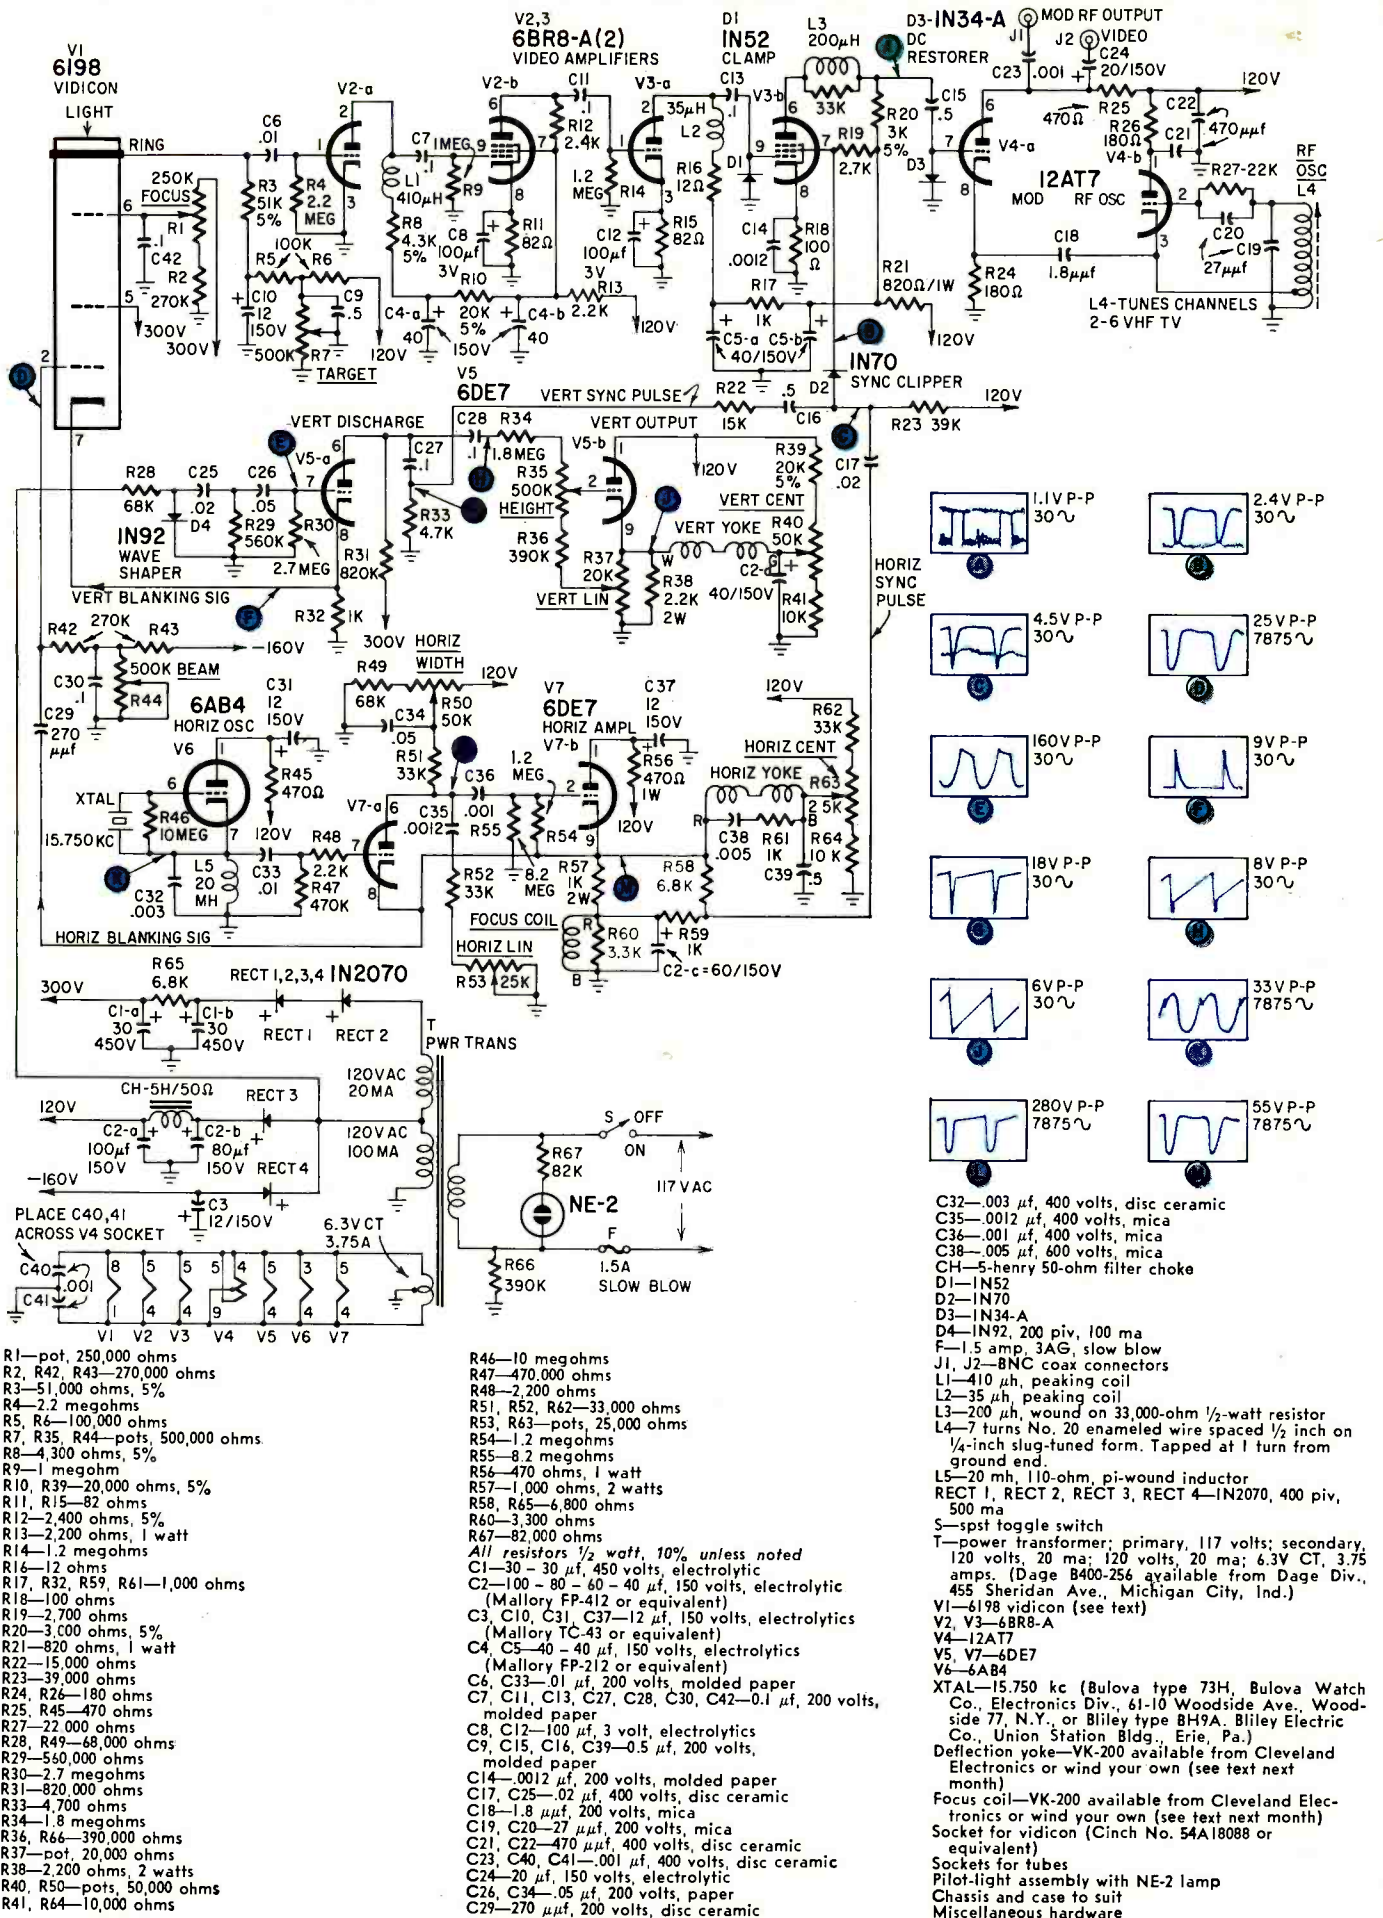 V1
6198
VIDICON
LIGHT
RING
250K
FOCUS
R1
R2
270K
.1
C42
6
5
300V
300V
2
7
C6
.01
R3
51K
5%
R4
2.2
MEG
100K
R5
R6
C10
12
150V
C9
.5
500K
R7
120V
TARGET
V2-a
L1
410μH
R8
4.3K
5%
V2,3
6BR8-A(2)
VIDEO AMPLIFIERS
V2-b
C7
.1
1MEG
R9
C11
.1
R12
2.4K
C8
100μf
3V
R11
82Ω
R10
20K
5%
C4-a
40
150V
C4-b
40
R13
2.2K
120V
1.2
MEG
R14
V3-a
35μH
L2
R16
12Ω
C12
100μf
3V
R15
82Ω
D1
1N52
CLAMP
C13
.1
V3-b
D1
L3
200μH
33K
R19
2.7K
R20
3K
5%
C14
.0012
R18
100
Ω
R17
1K
C5-a
C5-b
40/150V
R21
820Ω/1W
120V
D3-1N34-A
DC
RESTORER
C15
.5
D3
MOD RF OUTPUT
J1
J2
VIDEO
C23
.001
C24
20/150V
470Ω
R25
120V
C22
470μμf
R26
180Ω
C21
V4-a
V4-b
12AT7
MOD RF OSC
R27-22K
C20
27μμf
C19
RF
OSC
L4
C18
1.8μμf
R24
180Ω
L4-TUNES CHANNELS
2-6 VHF TV
1N70
SYNC CLIPPER
D2
120V
R23 39K
C16
.5
R22
15K
VERT SYNC PULSE
C17
.02
HORIZ
SYNC
PULSE
V5
6DE7
VERT DISCHARGE
V5-a
R28
68K
C25
.02
C26
.05
D4
R29
560K
R30
2.7 MEG
1N92
WAVE
SHAPER
VERT BLANKING SIG
R31
820K
R32
1K
300V
C27
.1
R33
4.7K
C28
.1
R34
1.8MEG
R35
500K
HEIGHT
R36
390K
R37
20K
VERT LIN
VERT OUTPUT
V5-b
120V
VERT YOKE
W
R38
2.2K
2W
R39
20K
5%
VERT CENT
R40
50K
C2-d
40/150V
R41
10K
R42
270K
R43
-160V
500K
BEAM
R44
C30
.1
C29
270
μμf
6AB4
HORIZ OSC
V6
C31
12
150V
R45
470Ω
120V
XTAL
15.750KC
R46
10MEG
C32
.003
L5
20
MH
C33
.01
R48
2.2K
R47
470K
V7-a
HORIZ BLANKING SIG
HORIZ
WIDTH
R49
68K
120V
R50
50K
C34
.05
R51
33K
C35
.0012
C36
.001
1.2
MEG
R55
R54
8.2
MEG
R52
33K
HORIZ LIN
R53
25K
V7
6DE7
HORIZ AMPL
V7-b
C37
12
150V
R56
470Ω
1W
120V
R57
1K
2W
FOCUS COIL
R
B
R60
3.3K
R59
1K
C2-c=60/150V
R58
6.8K
HORIZ YOKE
R
B
C38
.005
R61
1K
C39
.5
120V
R62
33K
HORIZ CENT
R63
25K
R64
10K
1.1V P-P
30∿
A
2.4V P-P
30∿
B
4.5V P-P
30∿
C
25V P-P
7875∿
D
160V P-P
30∿
E
9V P-P
30∿
F
18V P-P
30∿
G
8V P-P
30∿
H
6V P-P
30∿
J
33V P-P
7875∿
K
280V P-P
7875∿
L
55V P-P
7875∿
M
300V
R65
6.8K
C1-a
30
450V
C1-b
30
450V
RECT 1,2,3,4 1N2070
RECT 1
RECT 2
T
PWR TRANS
120VAC
20MA
120VAC
100MA
CH-5H/50Ω
RECT 3
120V
C2-a
100μf
150V
C2-b
80μf
150V
RECT 4
-160V
C3
12/150V
PLACE C40,41
ACROSS V4 SOCKET
C40
.001
C41
6.3V CT
3.75A
8 5 5 5 4 5 3 5
1 4 4 9 4 4 4
V1 V2 V3 V4 V5 V6 V7
R67
82K
NE-2
R66
390K
S
OFF
ON
117VAC
F
1.5A
SLOW BLOW
R1—pot, 250,000 ohms
R2, R42, R43—270,000 ohms
R3—51,000 ohms, 5%
R4—2.2 megohms
R5, R6—100,000 ohms
R7, R35, R44—pots, 500,000 ohms
R8—4,300 ohms, 5%
R9—1 megohm
R10, R39—20,000 ohms, 5%
R11, R15—82 ohms
R12—2,400 ohms, 5%
R13—2,200 ohms, 1 watt
R14—1.2 megohms
R16—12 ohms
R17, R32, R59, R61—1,000 ohms
R18—100 ohms
R19—2,700 ohms
R20—3,000 ohms, 5%
R21—820 ohms, 1 watt
R22—15,000 ohms
R23—39,000 ohms
R24, R26—180 ohms
R25, R45—470 ohms
R27—22,000 ohms
R28, R49—68,000 ohms
R29—560,000 ohms
R30—2.7 megohms
R31—820,000 ohms
R33—4,700 ohms
R34—1.8 megohms
R36, R66—390,000 ohms
R37—pot, 20,000 ohms
R38—2,200 ohms, 2 watts
R40, R50—pots, 50,000 ohms
R41, R64—10,000 ohms
R46—10 megohms
R47—470,000 ohms
R48—2,200 ohms
R51, R52, R62—33,000 ohms
R53, R63—pots, 25,000 ohms
R54—1.2 megohms
R55—8.2 megohms
R56—470 ohms, 1 watt
R57—1,000 ohms, 2 watts
R58, R65—6,800 ohms
R60—3,300 ohms
R67—82,000 ohms
All resistors ½ watt, 10% unless noted
C1—30 - 30 μf, 450 volts, electrolytic
C2—100 - 80 - 60 - 40 μf, 150 volts, electrolytic
(Mallory FP-412 or equivalent)
C3, C10, C31, C37—12 μf, 150 volts, electrolytics
(Mallory TC-43 or equivalent)
C4, C5—40 - 40 μf, 150 volts, electrolytics
(Mallory FP-212 or equivalent)
C6, C33—.01 μf, 200 volts, molded paper
C7, C11, C13, C27, C28, C30, C42—0.1 μf, 200 volts,
molded paper
C8, C12—100 μf, 3 volt, electrolytics
C9, C15, C16, C39—0.5 μf, 200 volts,
molded paper
C14—.0012 μf, 200 volts, molded paper
C17, C25—.02 μf, 400 volts, disc ceramic
C18—1.8 μμf, 200 volts, mica
C19, C20—27 μμf, 200 volts, mica
C21, C22—470 μμf, 400 volts, disc ceramic
C23, C40, C41—.001 μf, 400 volts, disc ceramic
C24—20 μf, 150 volts, electrolytic
C26, C34—.05 μf, 200 volts, paper
C29—270 μμf, 200 volts, disc ceramic
C32—.003 μf, 400 volts, disc ceramic
C35—.0012 μf, 400 volts, mica
C36—.001 μf, 400 volts, mica
C38—.005 μf, 600 volts, mica
CH—5-henry 50-ohm filter choke
D1—1N52
D2—1N70
D3—1N34-A
D4—1N92, 200 piv, 100 ma
F—1.5 amp, 3AG, slow blow
J1, J2—BNC coax connectors
L1—410 μh, peaking coil
L2—35 μh, peaking coil
L3—200 μh, wound on 33,000-ohm ½-watt resistor
L4—7 turns No. 20 enameled wire spaced ½ inch on
¼-inch slug-tuned form. Tapped at 1 turn from
ground end.
L5—20 mh, 110-ohm, pi-wound inductor
RECT 1, RECT 2, RECT 3, RECT 4—1N2070, 400 piv,
500 ma
S—spst toggle switch
T—power transformer; primary, 117 volts; secondary,
120 volts, 20 ma; 120 volts, 20 ma; 6.3V CT, 3.75
amps. (Dage B400-256 available from Dage Div.,
455 Sheridan Ave., Michigan City, Ind.)
V1—6198 vidicon (see text)
V2, V3—6BR8-A
V4—12AT7
V5, V7—6DE7
V6—6AB4
XTAL—15.750 kc (Bulova type 73H, Bulova Watch
Co., Electronics Div., 61-10 Woodside Ave., Wood-
side 77, N.Y., or Bliley type BH9A. Bliley Electric
Co., Union Station Bldg., Erie, Pa.)
Deflection yoke—VK-200 available from Cleveland
Electronics or wind your own (see text next
month)
Focus coil—VK-200 available from Cleveland Elec-
tronics or wind your own (see text next month)
Socket for vidicon (Cinch No. 54A18088 or
equivalent)
Sockets for tubes
Pilot-light assembly with NE-2 lamp
Chassis and case to suit
Miscellaneous hardware